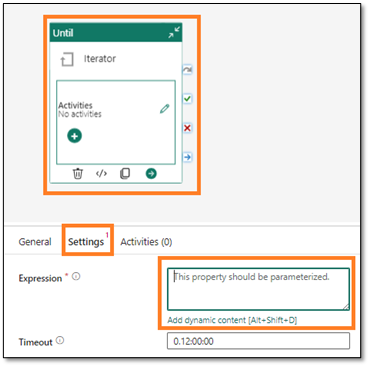 Until
Iterator
Activities
No activities
General
Settings 1
Activities (0)
Expression *
This property should be parameterized.
Add dynamic content [Alt+Shift+D]
Timeout
0.12:00:00